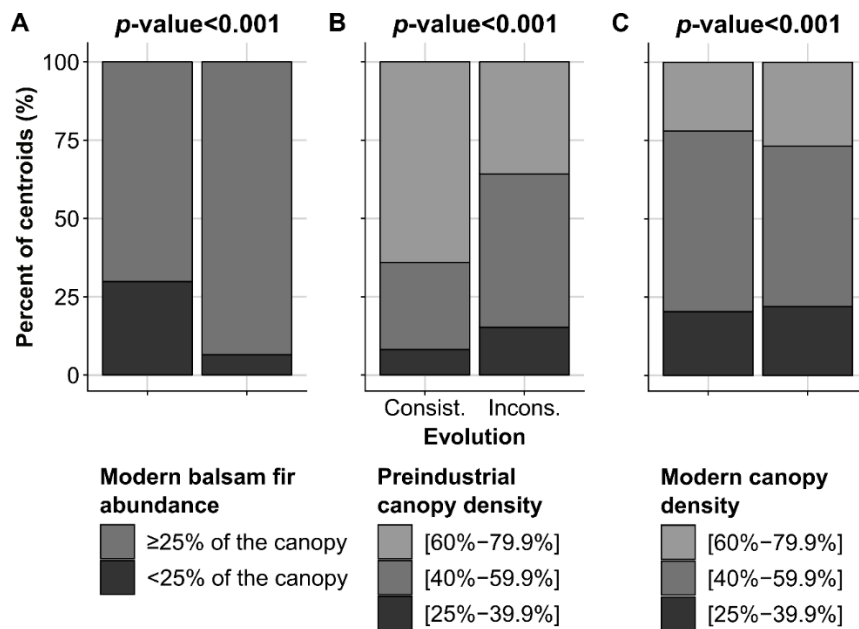 A p-value<0.001 B p-value<0.001 C p-value<0.001
Percent of centroids (%)
100
75
50
25
0
Consist. Incons.
Evolution
Modern balsam fir
abundance
≥25% of the canopy
<25% of the canopy
Preindustrial
canopy density
[60%−79.9%]
[40%−59.9%]
[25%−39.9%]
Modern canopy
density
[60%−79.9%]
[40%−59.9%]
[25%−39.9%]